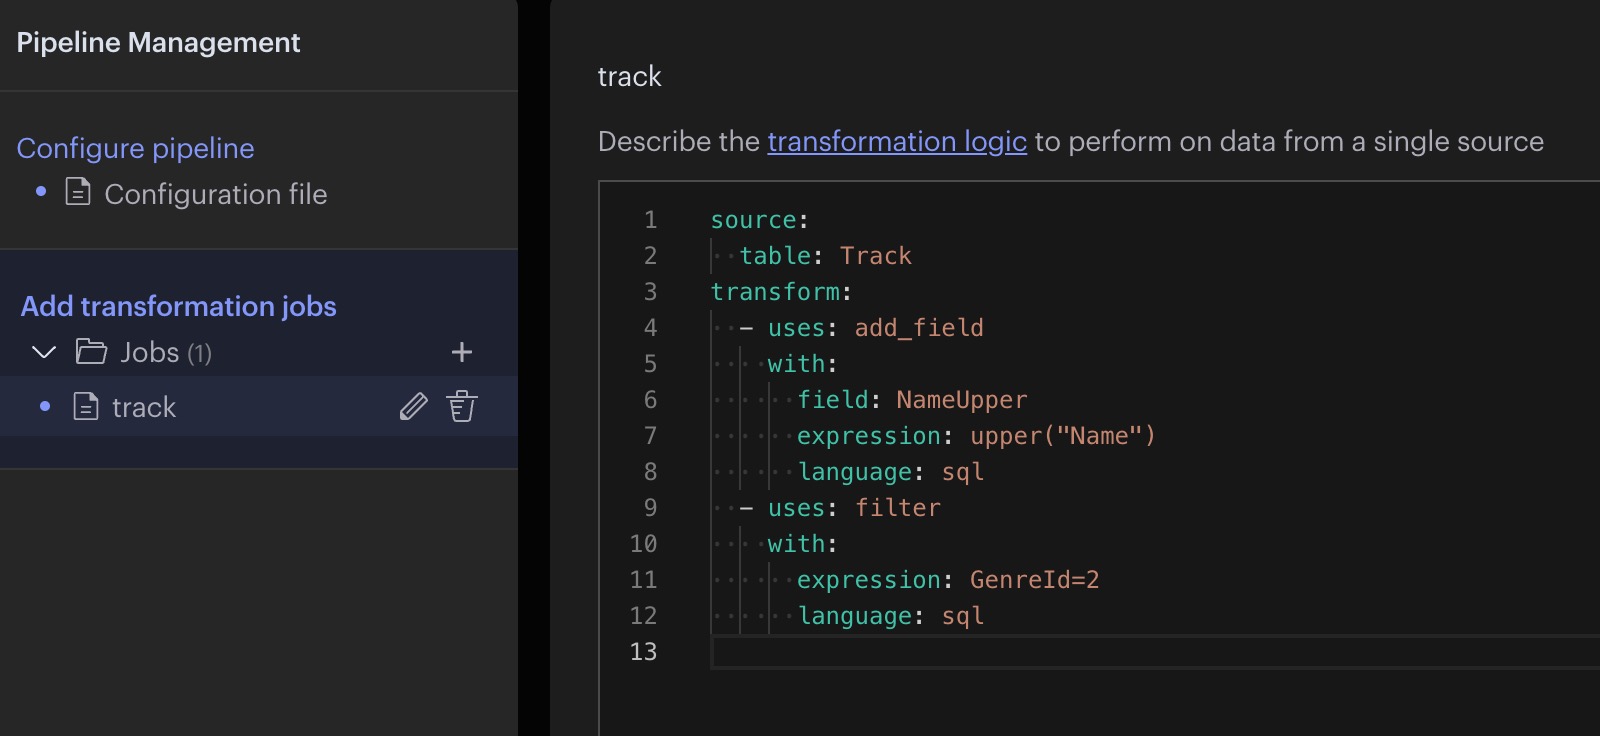 Pipeline Management
Configure pipeline
Configuration file
Add transformation jobs
Jobs (1)
track
track
Describe the transformation logic to perform on data from a single source
1 source:
2   table: Track
3 transform:
4   - uses: add_field
5     with:
6       field: NameUpper
7       expression: upper("Name")
8       language: sql
9   - uses: filter
10     with:
11       expression: GenreId=2
12       language: sql
13